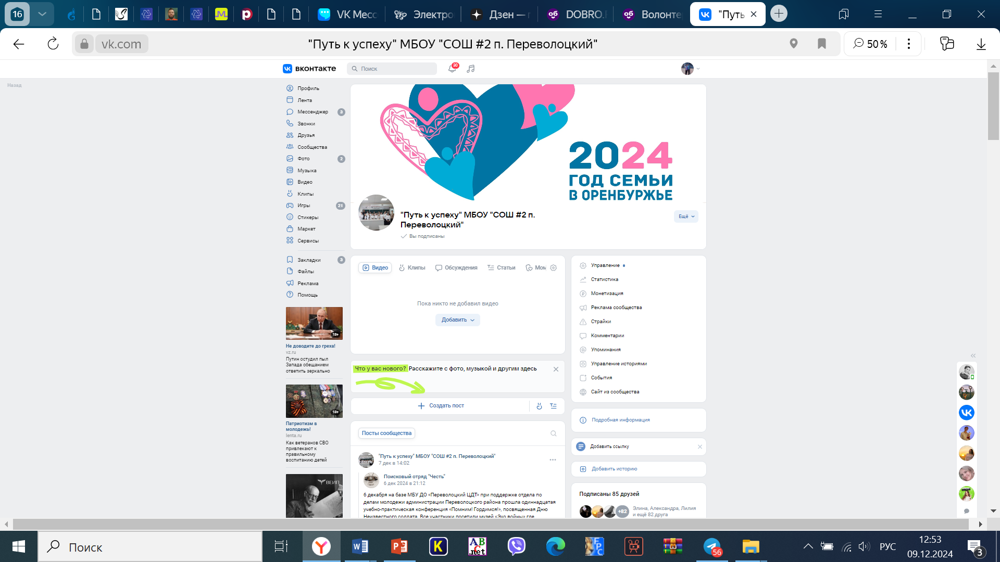 16
VK Месс
Электро
Дзен —
DOBRO.
Волонте
"Путь
vk.com
"Путь к успеху" МБОУ "СОШ #2 п. Переволоцкий"
50 %
вконтакте
Поиск
30
Назад
Профиль
Лента
Мессенджер 3
Звонки
Друзья
Сообщества
Фото 2
Музыка
Видео
Клипы
Игры 21
Стикеры
Маркет
Сервисы
Закладки 3
Файлы
Реклама
Помощь
18+
Не доводите до греха!
vz.ru
Путин остудил пыл
Запада обещанием
ответить зеркально
18+
Патриотизм в
молодежь!
lenta.ru
Как ветеранов СВО
привлекают к
правильному
воспитанию детей
ВЕИП
2024
ГОД СЕМЬИ
В ОРЕНБУРЖЬЕ
"Путь к успеху" МБОУ "СОШ #2 п.
Переволоцкий"
Вы подписаны
Ещё
Видео
Клипы
Обсуждения
Статьи
Мом
Пока никто не добавил видео
Добавить
Что у вас нового? Расскажите с фото, музыкой и другим здесь
Создать пост
Посты сообщества
"Путь к успеху" МБОУ "СОШ #2 п. Переволоцкий"
7 дек в 14:02
Поисковый отряд "Честь"
6 дек 2024 в 21:12
6 декабря на базе МБУ ДО «Переволоцкий ЦДТ» при поддержке отдела по
делам молодежи администрации Переволоцкого района прошла одиннадцатая
учебно-практическая конференция «Помним! Гордимся!», посвященная Дню
Неизвестного солдата. Все участники посетили музей «Эхо войны» где
Управление
Статистика
Монетизация
Реклама сообщества
Страйки
Комментарии
Упоминания
Управление историями
События
Сайт из сообщества
Подробная информация
Добавить ссылку
Добавить историю
Подписаны 85 друзей
+82
Элина, Александра, Лилия
и ещё 82 друга
Поиск
56
РУС
12:53
09.12.2024
3